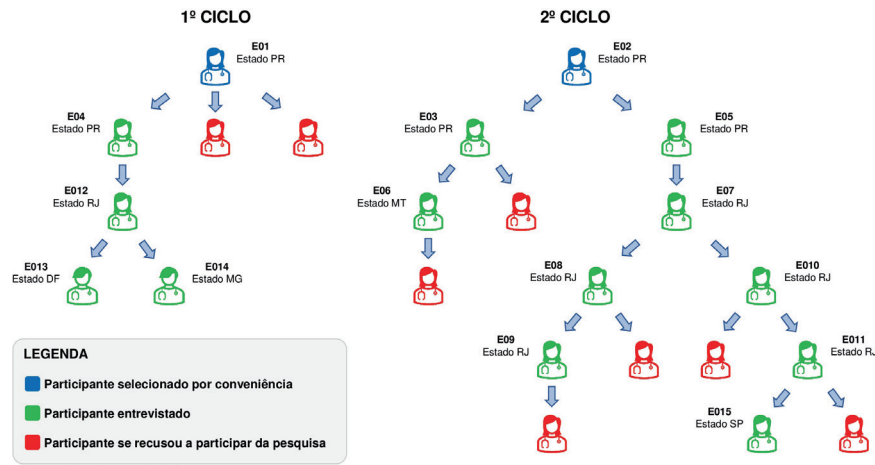 1º CICLO
2º CICLO
E01
Estado PR
E02
Estado PR
E04
Estado PR
E03
Estado PR
E05
Estado PR
E012
Estado RJ
E06
Estado MT
E07
Estado RJ
E013
Estado DF
E014
Estado MG
E08
Estado RJ
E010
Estado RJ
E09
Estado RJ
E011
Estado
E015
Estado SP
LEGENDA
Participante selecionado por conveniência
Participante entrevistado
Participante se recusou a participar da pesquisa